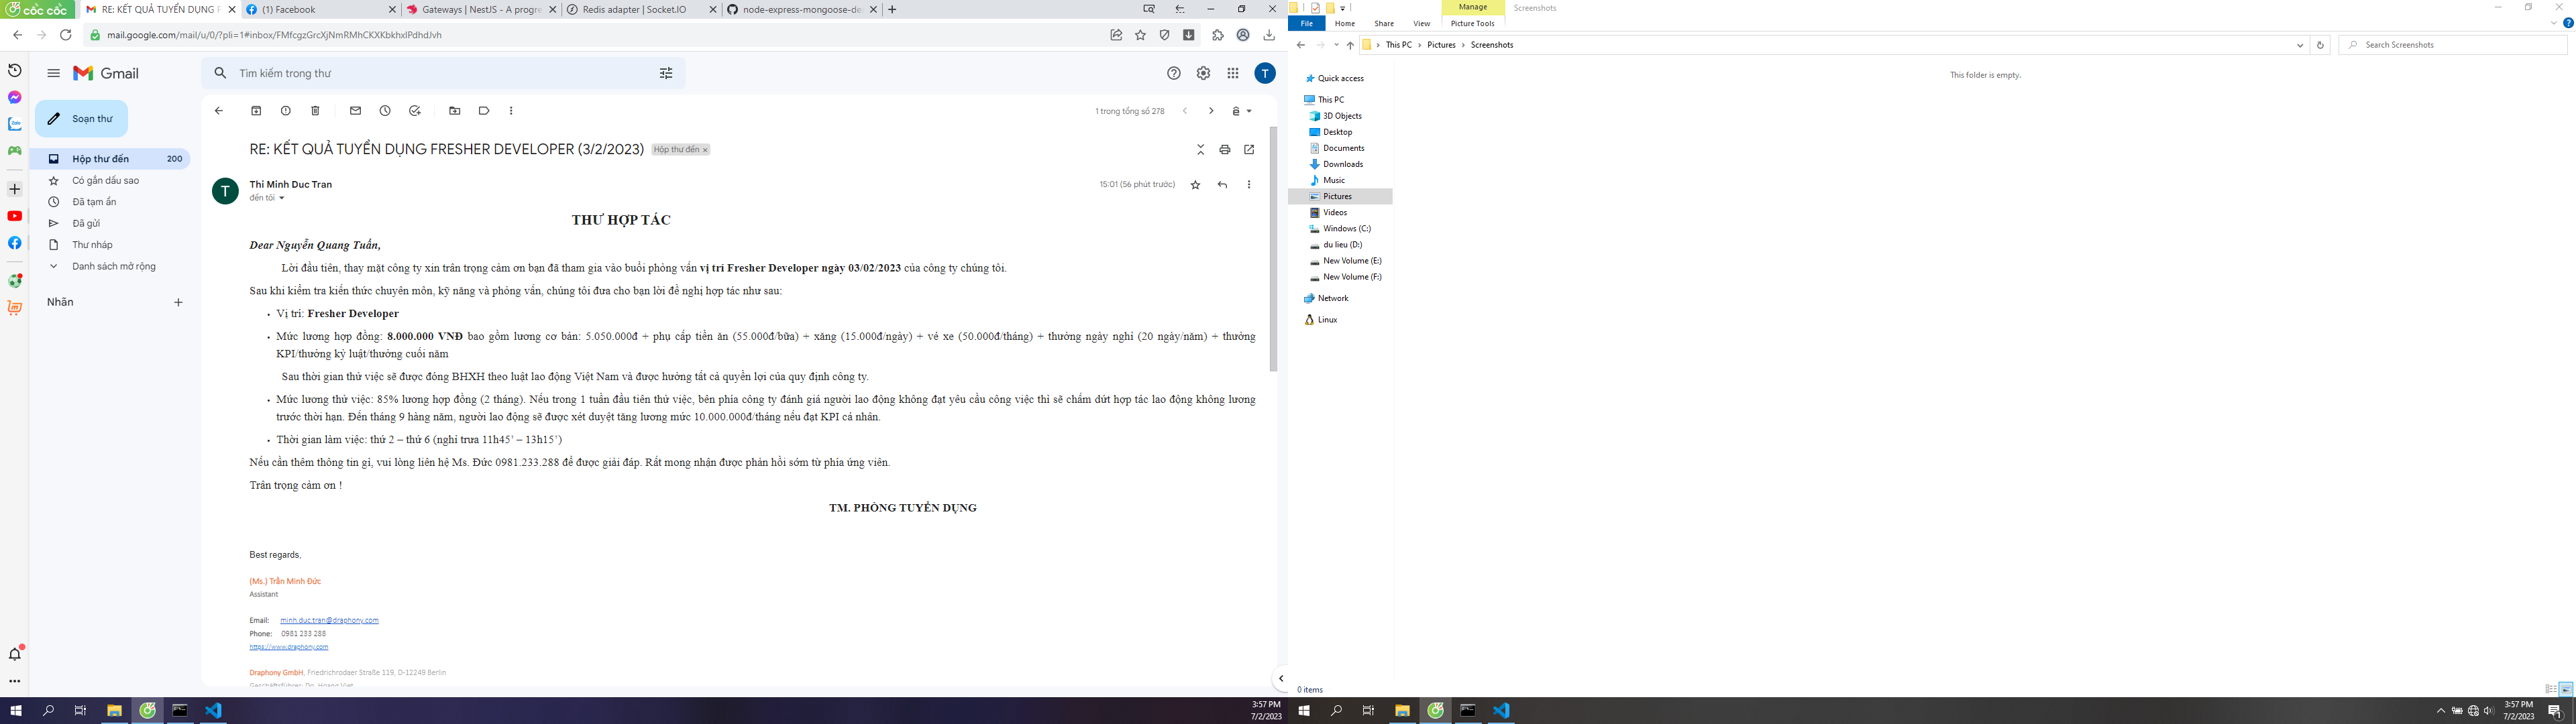 cốc cốc
RE: KẾT QUẢ TUYỂN DỤNG F
(1) Facebook
Gateways | NestJS - A progre
Redis adapter | Socket.IO
node-express-mongoose-de
mail.google.com/mail/u/0/?pli=1#inbox/FMfcgzGrcXjNmRMhCKXKbkhxlPdhdJvh
Gmail
Tìm kiếm trong thư
T
Soạn thư
1 trong tổng số 278
Hộp thư đến 200
Có gắn dấu sao
Đã tạm ẩn
Đã gửi
Thư nháp
Danh sách mở rộng
Nhãn
Zalo
RE: KẾT QUẢ TUYỂN DỤNG FRESHER DEVELOPER (3/2/2023) Hộp thư đến ×
T
Thi Minh Duc Tran
15:01 (56 phút trước)
đến tôi
THƯ HỢP TÁC
Dear Nguyễn Quang Tuấn,
Lời đầu tiên, thay mặt công ty xin trân trọng cảm ơn bạn đã tham gia vào buổi phỏng vấn vị trí Fresher Developer ngày 03/02/2023 của công ty chúng tôi.
Sau khi kiểm tra kiến thức chuyên môn, kỹ năng và phỏng vấn, chúng tôi đưa cho bạn lời đề nghị hợp tác như sau:
• Vị trí: Fresher Developer
• Mức lương hợp đồng: 8.000.000 VNĐ bao gồm lương cơ bản: 5.050.000đ + phụ cấp tiền ăn (55.000đ/bữa) + xăng (15.000đ/ngày) + vé xe (50.000đ/tháng) + thưởng ngày nghỉ (20 ngày/năm) + thưởng
KPI/thưởng kỷ luật/thưởng cuối năm
Sau thời gian thử việc sẽ được đóng BHXH theo luật lao động Việt Nam và được hưởng tất cả quyền lợi của quy định công ty.
• Mức lương thử việc: 85% lương hợp đồng (2 tháng). Nếu trong 1 tuần đầu tiên thử việc, bên phía công ty đánh giá người lao động không đạt yêu cầu công việc thì sẽ chấm dứt hợp tác lao động không lương
trước thời hạn. Đến tháng 9 hàng năm, người lao động sẽ được xét duyệt tăng lương mức 10.000.000đ/tháng nếu đạt KPI cá nhân.
• Thời gian làm việc: thứ 2 – thứ 6 (nghỉ trưa 11h45’ – 13h15’)
Nếu cần thêm thông tin gì, vui lòng liên hệ Ms. Đức 0981.233.288 để được giải đáp. Rất mong nhận được phản hồi sớm từ phía ứng viên.
Trân trọng cảm ơn !
TM. PHÒNG TUYỂN DỤNG
Best regards,
(Ms.) Trần Minh Đức
Assistant
Email: minh.duc.tran@draphony.com
Phone: 0981 233 288
https://www.draphony.com
Draphony GmbH, Friedrichrodaer Straße 119, D-12249 Berlin
Geschäftsführer: Dp. Hoang Viet
3:57 PM
7/2/2023
Manage
Screenshots
File
Home
Share
View
Picture Tools
This PC › Pictures › Screenshots
Search Screenshots
This folder is empty.
Quick access
This PC
3D Objects
Desktop
Documents
Downloads
Music
Pictures
Videos
Windows (C:)
du lieu (D:)
New Volume (E:)
New Volume (F:)
Network
Linux
0 items
3:57 PM
7/2/2023
1